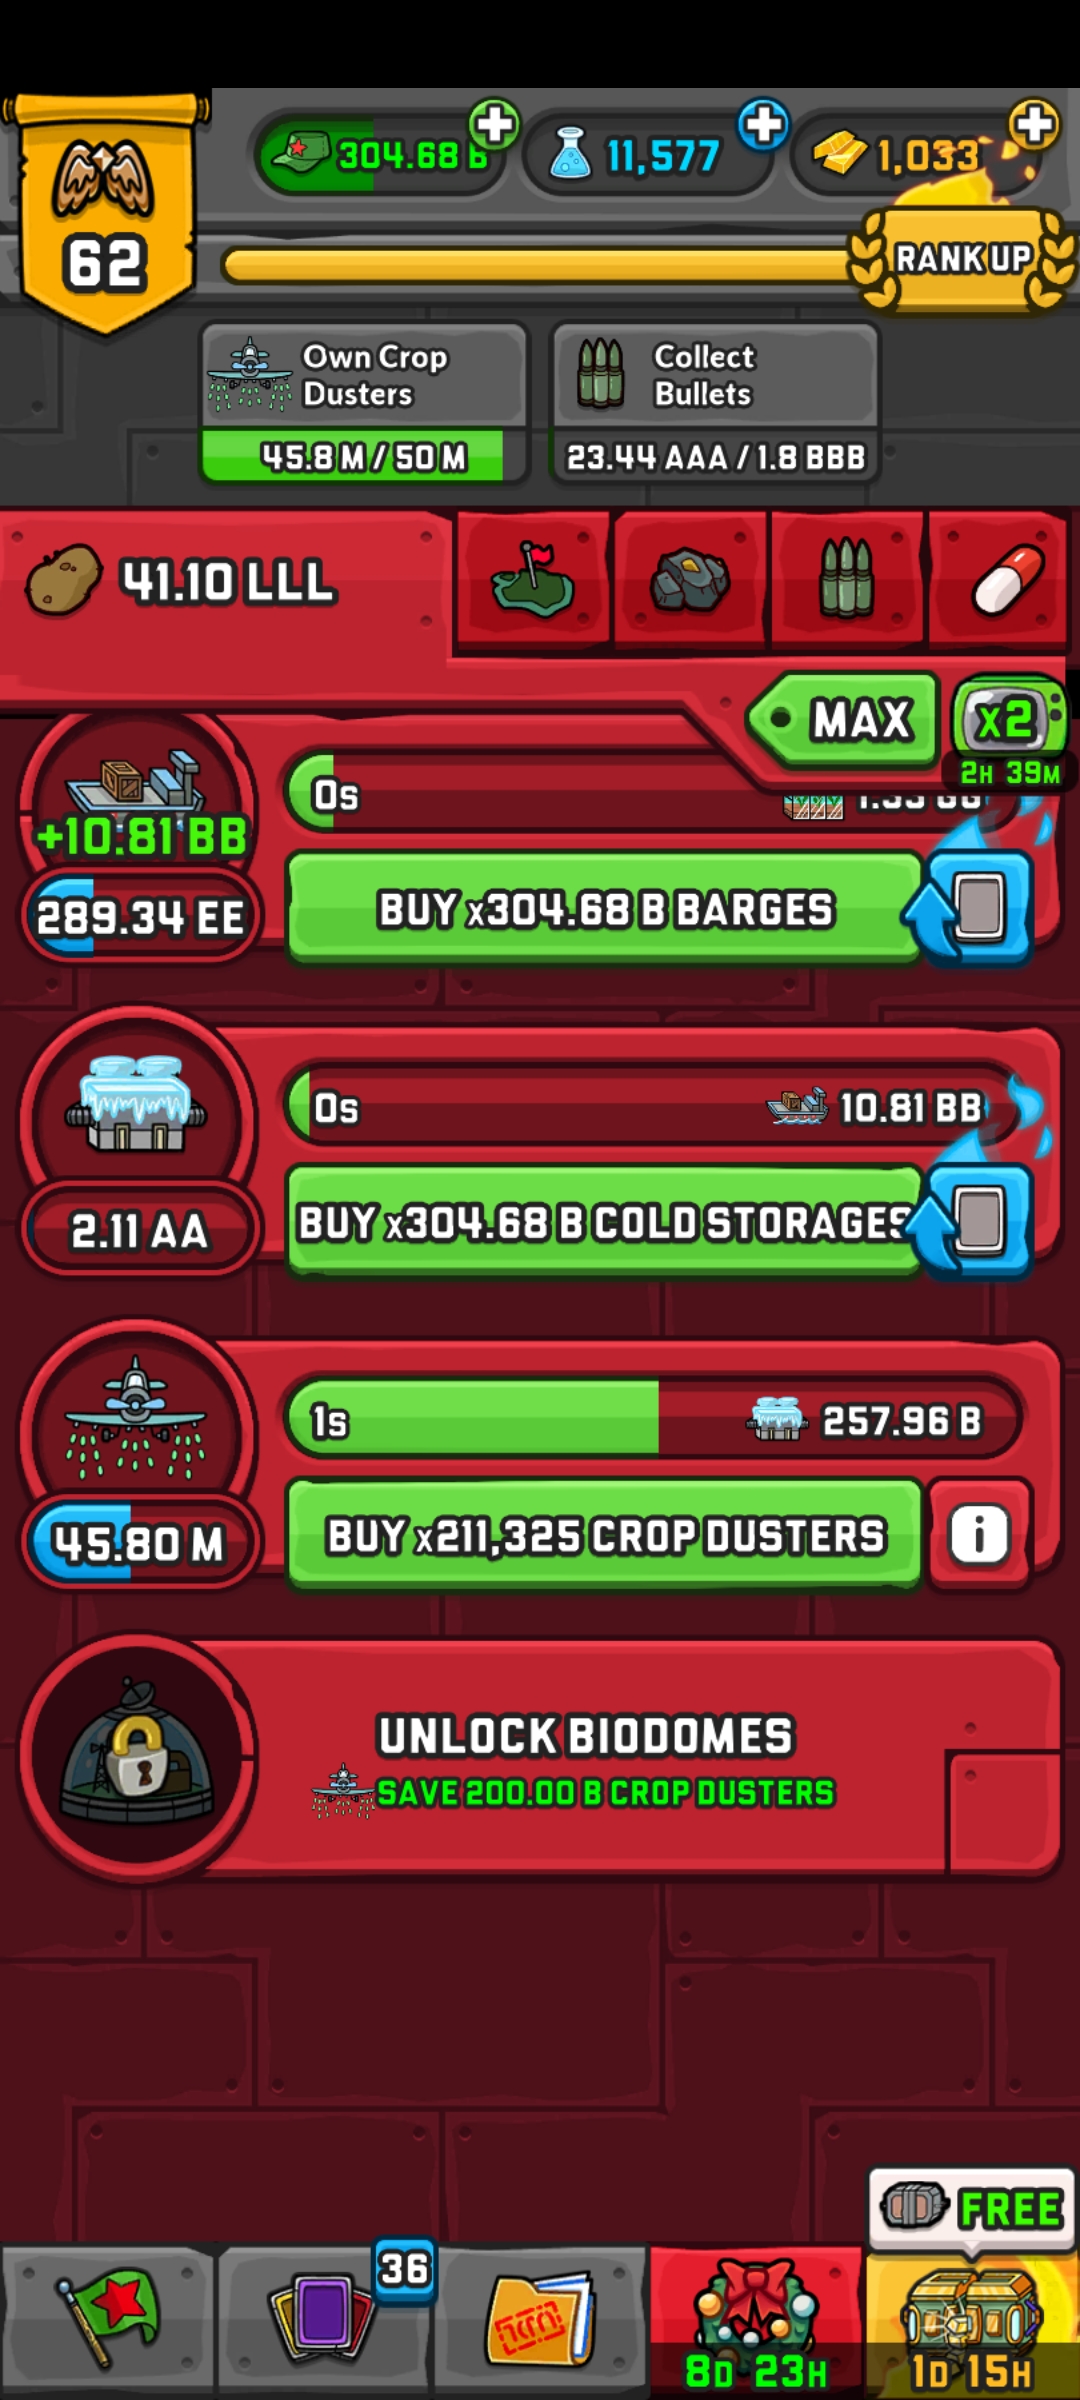 304.68 B
11,577
1,033
62
RANK UP
Own Crop
Dusters
Collect
Bullets
45.8 M / 50 M
23.44 AAA / 1.8 BBB
41.10 LLL
MAX
x2
2H 39M
0s
+10.81 BB
289.34 EE
BUY x304.68 B BARGES
0s
10.81 BB
2.11 AA
BUY x304.68 B COLD STORAGES
1s
257.96 B
45.80 M
BUY x211,325 CROP DUSTERS
i
UNLOCK BIODOMES
SAVE 200.00 B CROP DUSTERS
FREE
36
8D 23H
1D 15H